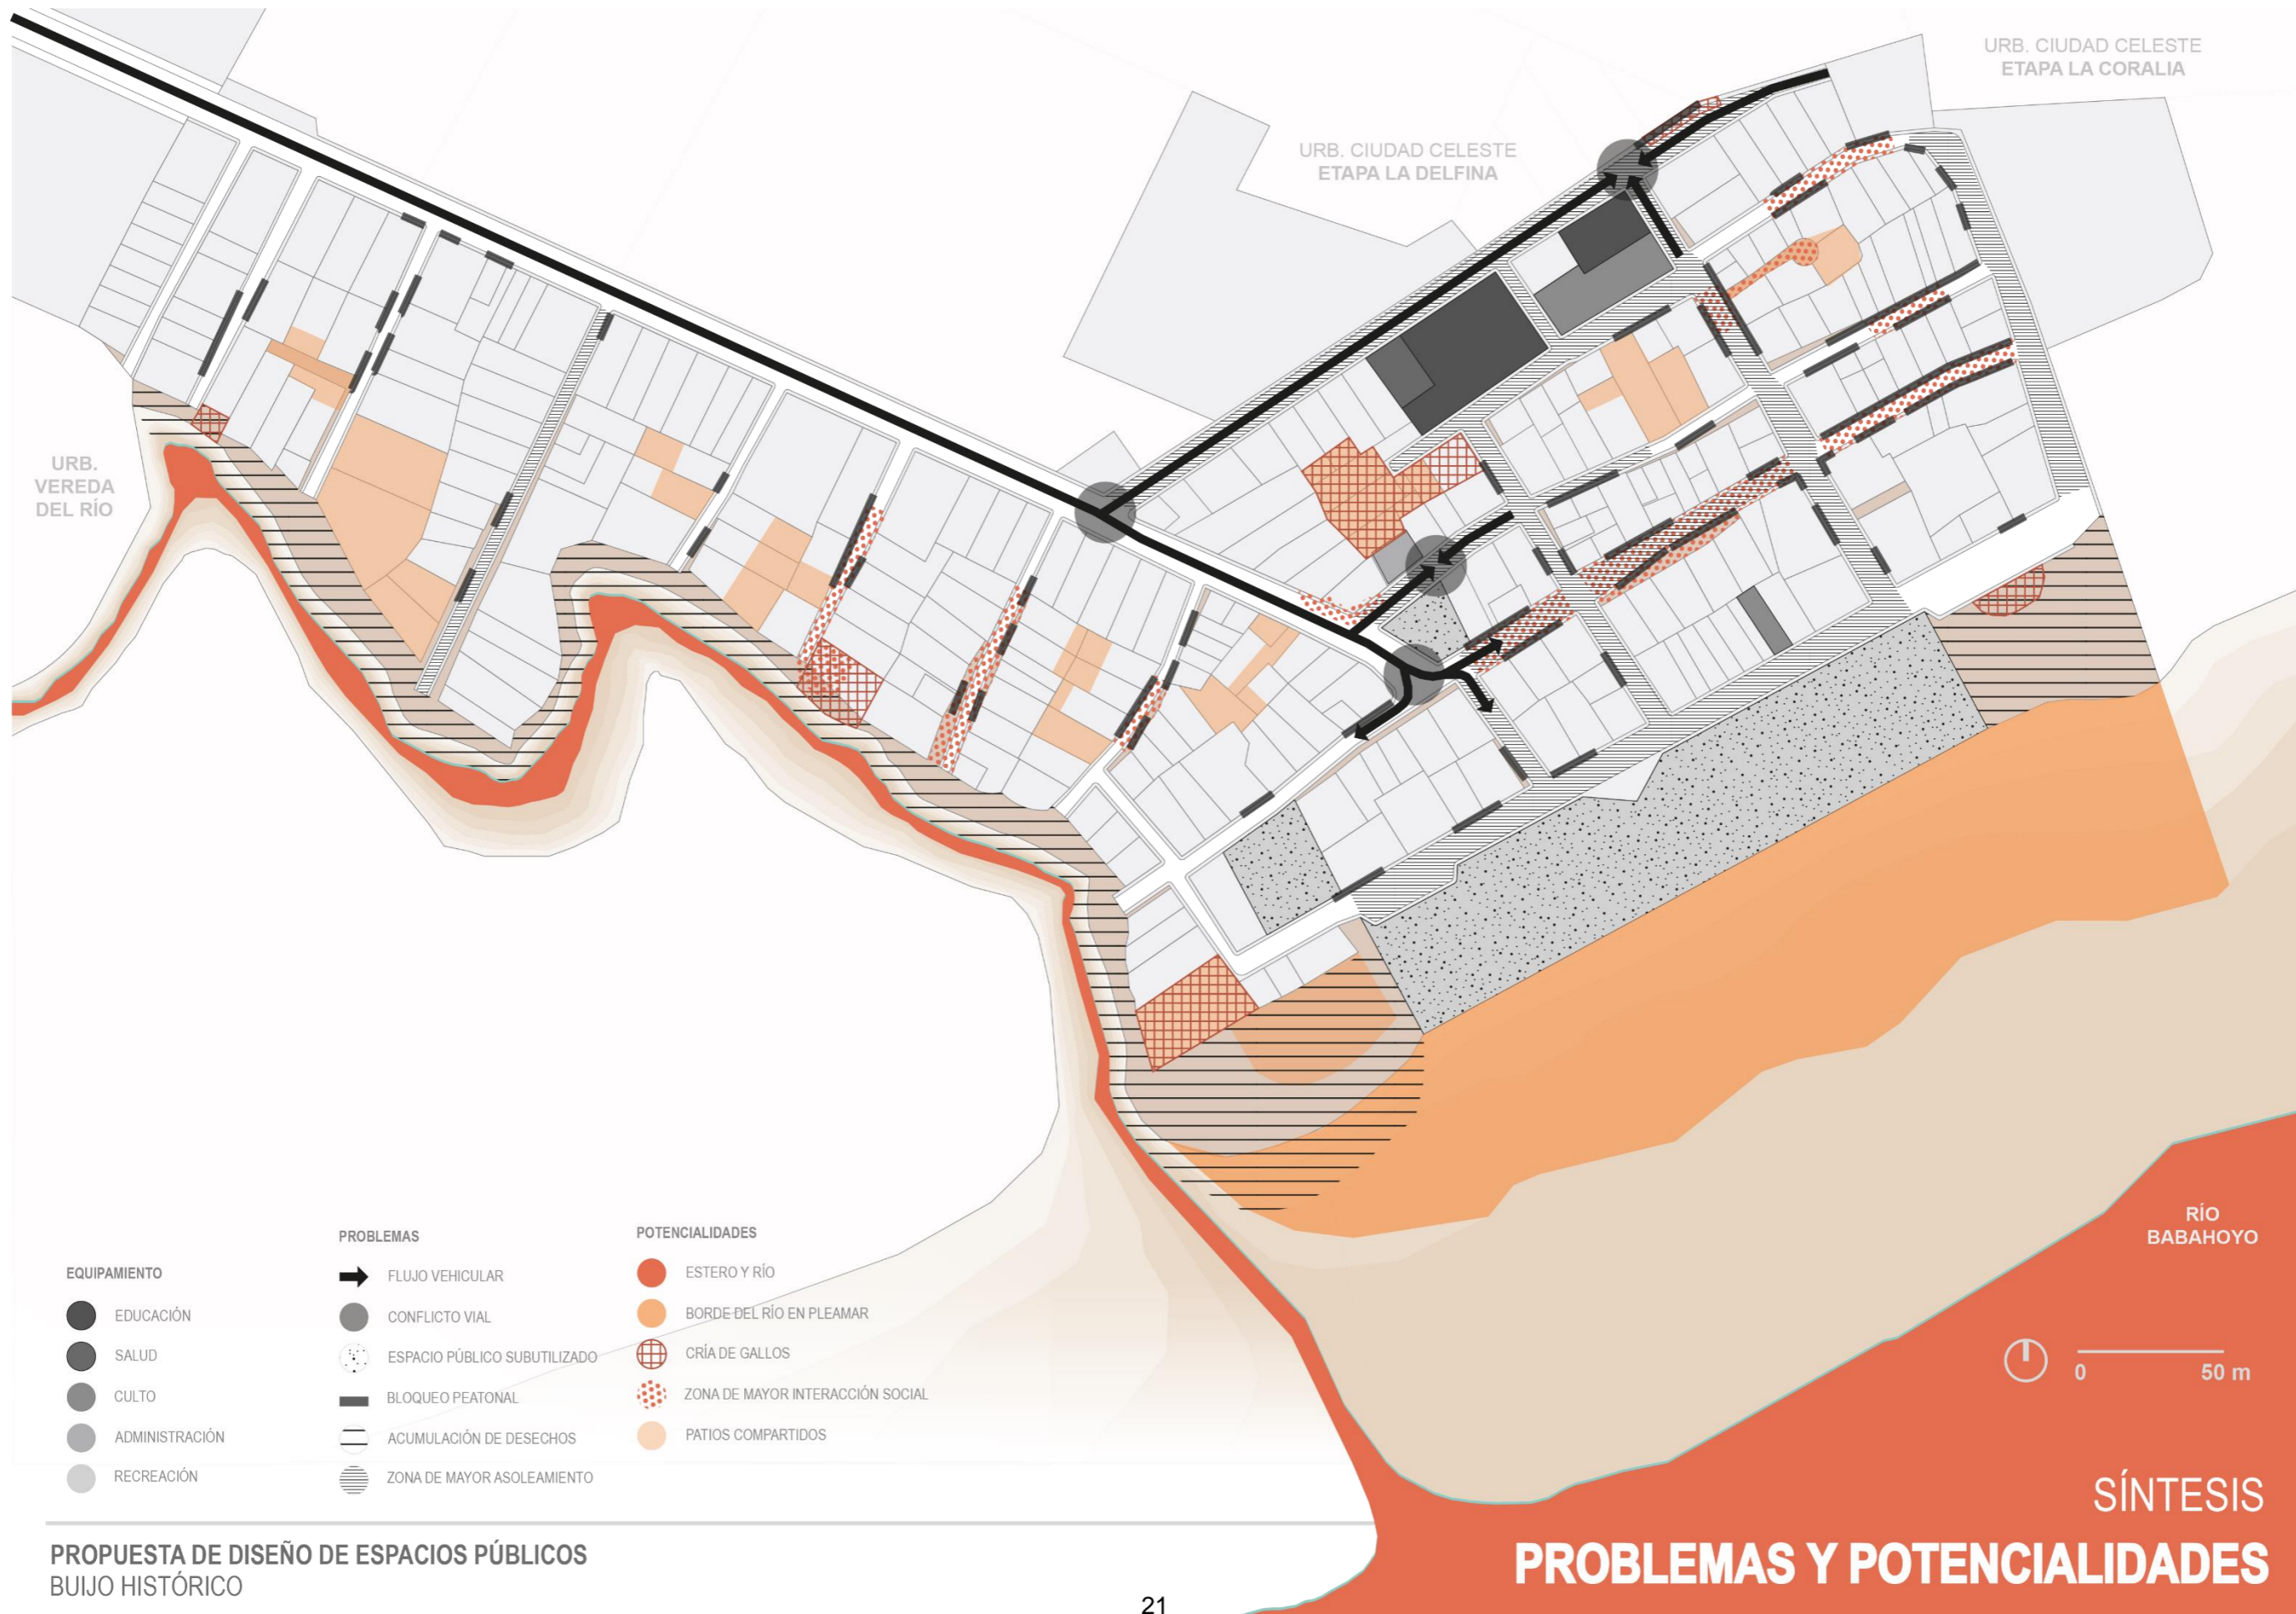 URB. CIUDAD CELESTE
ETAPA LA CORALIA
URB. CIUDAD CELESTE
ETAPA LA DELFINA
URB.
VEREDA
DEL RÍO
RÍO
BABAHOYO
EQUIPAMIENTO
EDUCACIÓN
SALUD
CULTO
ADMINISTRACIÓN
RECREACIÓN
PROBLEMAS
FLUJO VEHICULAR
CONFLICTO VIAL
ESPACIO PÚBLICO SUBUTILIZADO
BLOQUEO PEATONAL
ACUMULACIÓN DE DESECHOS
ZONA DE MAYOR ASOLEAMIENTO
POTENCIALIDADES
ESTERO Y RÍO
BORDE DEL RÍO EN PLEAMAR
CRÍA DE GALLOS
ZONA DE MAYOR INTERACCIÓN SOCIAL
PATIOS COMPARTIDOS
0 50 m
SÍNTESIS
PROBLEMAS Y POTENCIALIDADES
PROPUESTA DE DISEÑO DE ESPACIOS PÚBLICOS
BUIJO HISTÓRICO
21